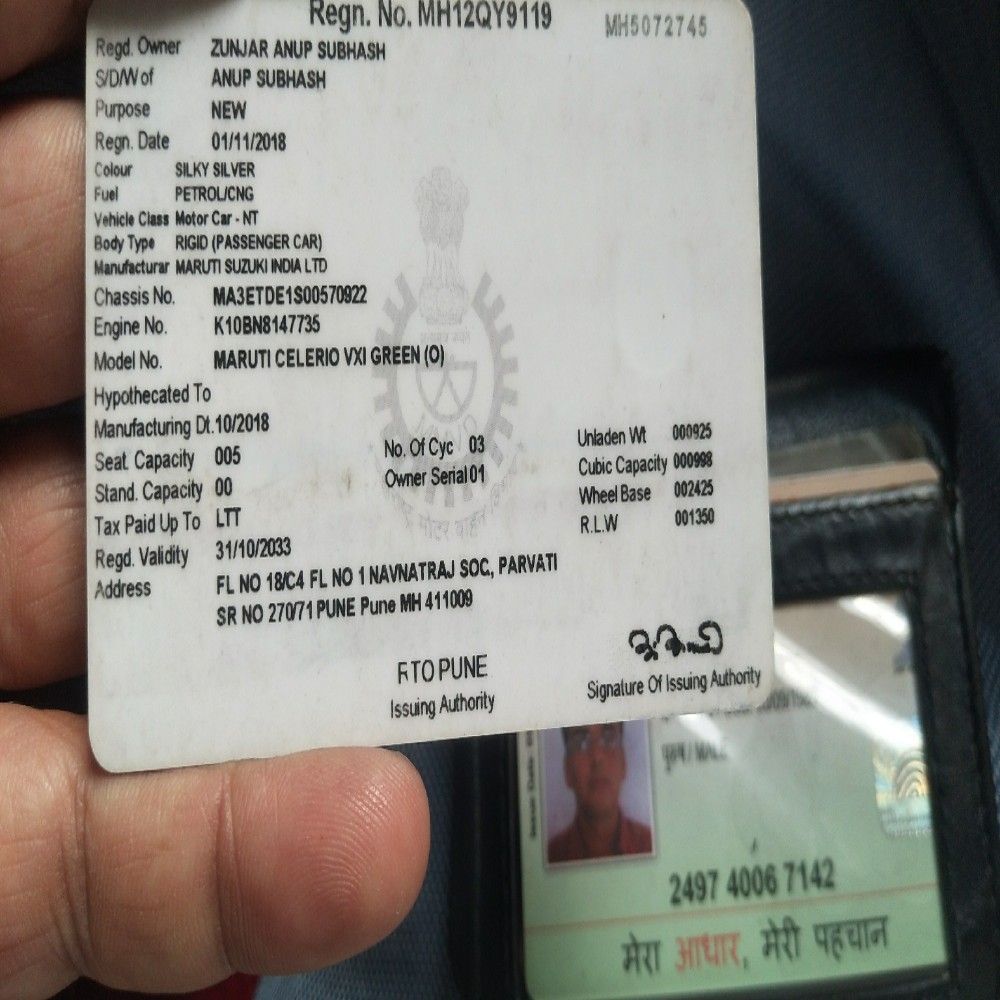 Regn. No. MH12QY9119 MH5072745
Regd. Owner ZUNJAR ANUP SUBHASH
S/D/W of ANUP SUBHASH
Purpose NEW
Regn. Date 01/11/2018
Colour SILKY SILVER
Fuel PETROL/CNG
Vehicle Class Motor Car - NT
Body Type RIGID (PASSENGER CAR)
Manufacturar MARUTI SUZUKI INDIA LTD
Chassis No. MA3ETDE1S00570922
Engine No. K10BN8147735
Model No. MARUTI CELERIO VXI GREEN (O)
Hypothecated To
Manufacturing Dt. 10/2018
Seat Capacity 005 No. Of Cyc 03 Unladen Wt 000925
Stand. Capacity 00 Owner Serial 01 Cubic Capacity 000998
Tax Paid Up To LTT Wheel Base 002425
Regd. Validity 31/10/2033 R.L.W 001350
Address FL NO 18/C4 FL NO 1 NAVNATRAJ SOC, PARVATI
SR NO 270/71 PUNE Pune MH 411009
RTO PUNE
Issuing Authority Signature Of Issuing Authority
पुरुष / MALE
2497 4006 7142
मेरा आधार, मेरी पहचान